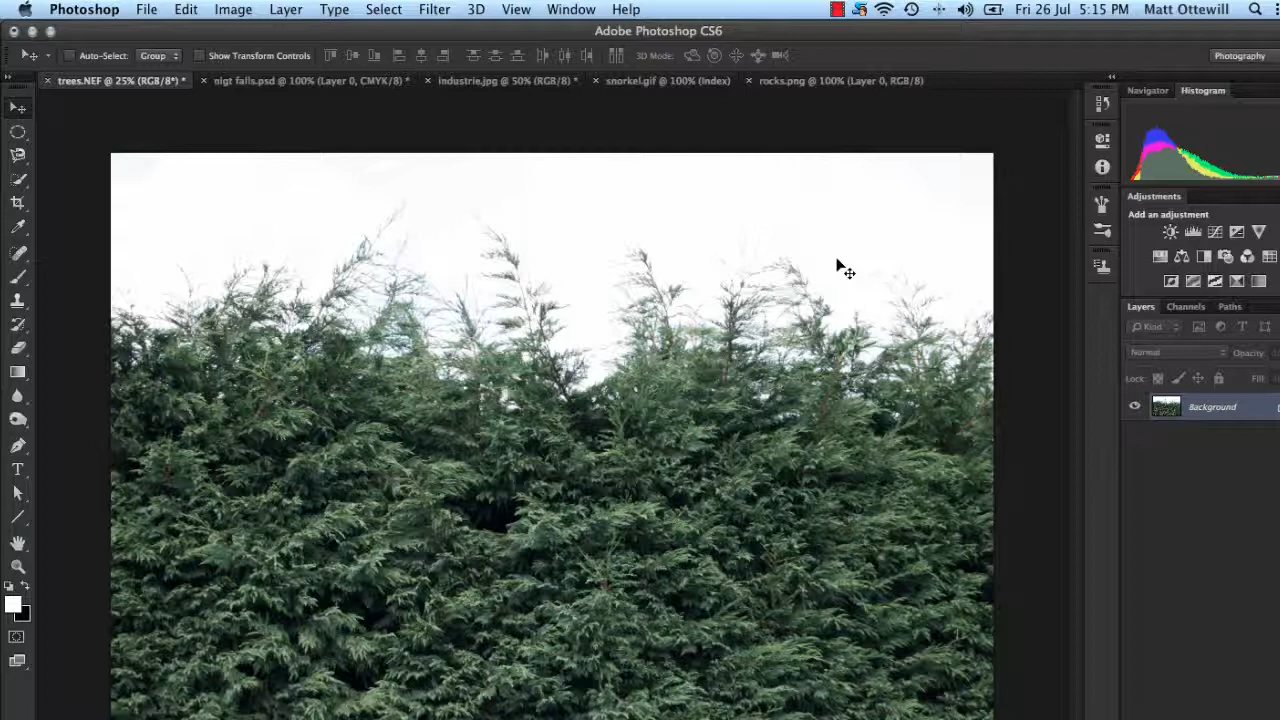 Photoshop File Edit Image Layer Type Select Filter 3D View Window Help Fri 26 Jul 5:15 PM Matt Ottewill
Adobe Photoshop CS6
Auto-Select: Group Show Transform Controls 3D Mode: Photography
trees.NEF @ 25% (RGB/8*) * nigt falls.psd @ 100% (Layer 0, CMYK/8) * industrie.jpg @ 50% (RGB/8) * snorkel.gif @ 100% (Index) rocks.png @ 100% (Layer 0, RGB/8)
Navigator Histogram
Adjustments
Add an adjustment
Layers Channels Paths
Kind
Normal Opacity
Lock: Fill
Background